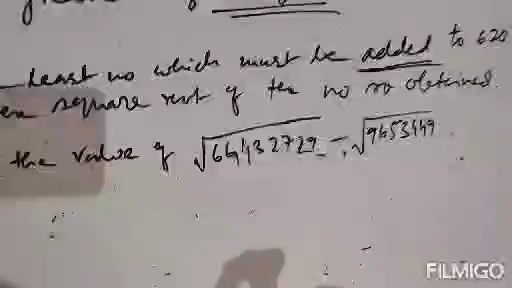 Least no which must be added to 620
square root of the no so obtained.
the value of √64432729 ÷ √9653449
FILMIGO